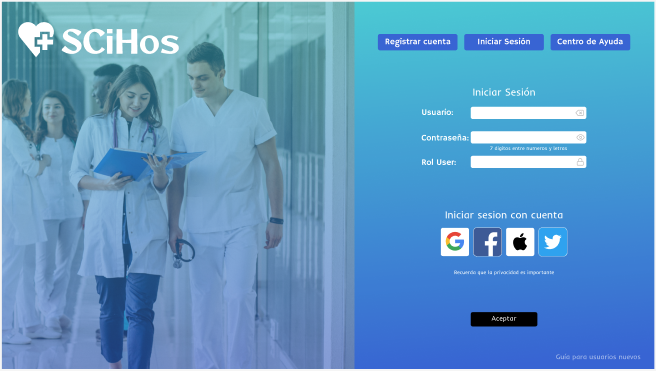 SCiHos
Registrar cuenta
Iniciar Sesión
Centro de Ayuda
Iniciar Sesión
Usuario:
Contraseña:
7 digitos entre numeros y letras
Rol User:
Iniciar sesion con cuenta
Recuerda que la privacidad es importante
Aceptar
Guia para usuarios nuevos